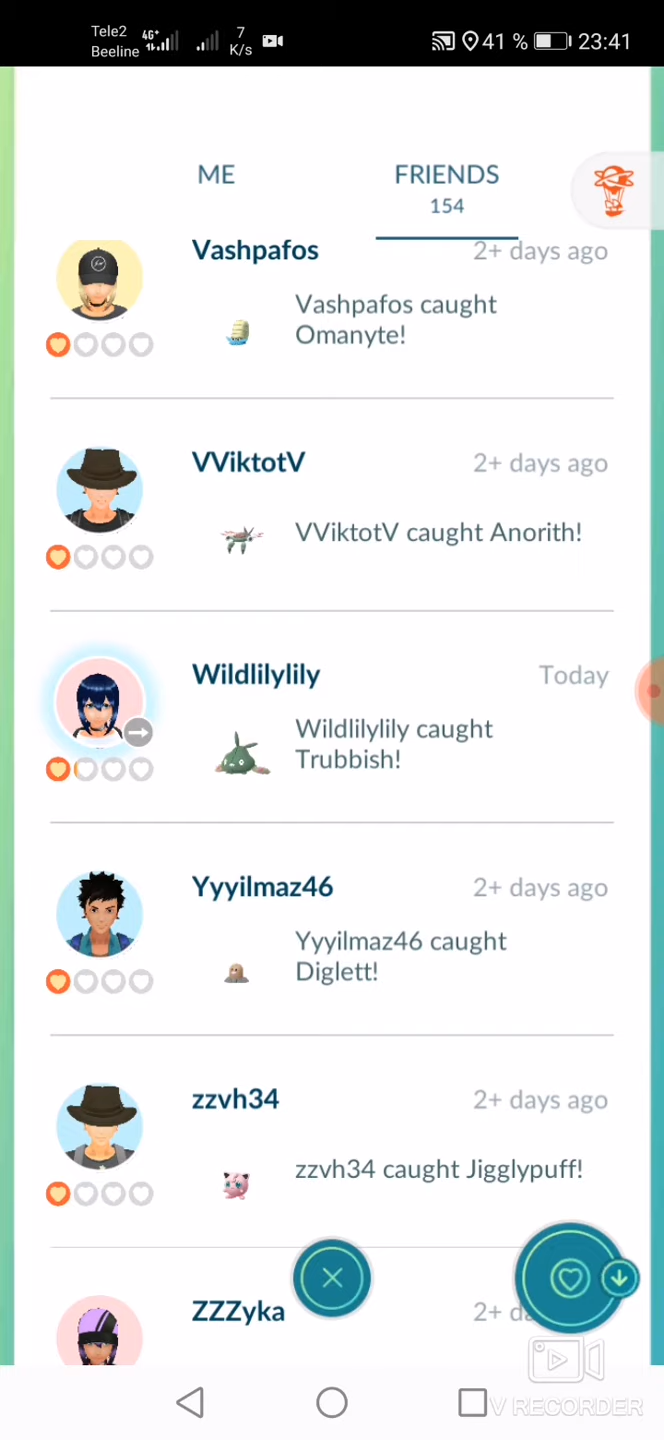 Tele2 4G+ 7 41 % 23:41
Beeline K/s
ME FRIENDS
154
Vashpafos 2+ days ago
Vashpafos caught
Omanyte!
VViktotV 2+ days ago
VViktotV caught Anorith!
Wildlilylily Today
Wildlilylily caught
Trubbish!
Yyyilmaz46 2+ days ago
Yyyilmaz46 caught
Diglett!
zzvh34 2+ days ago
zzvh34 caught Jigglypuff!
ZZZyka 2+
V RECORDER